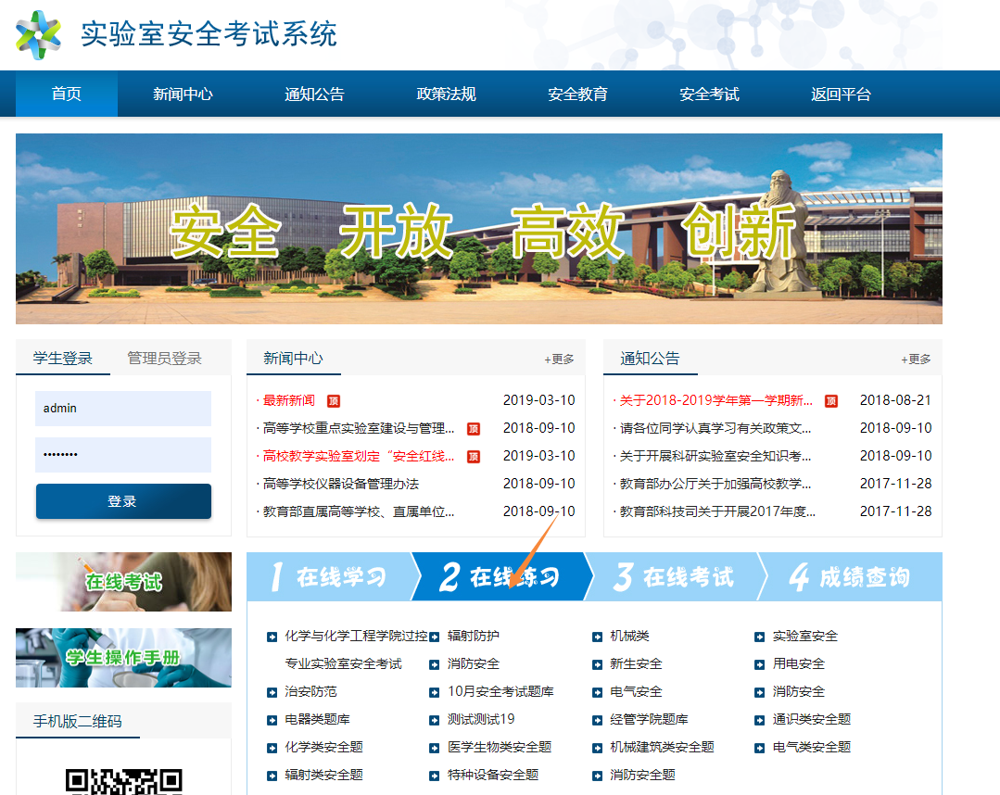 实验室安全考试系统
首页 新闻中心 通知公告 政策法规 安全教育 安全考试 返回平台
安全 开放 高效 创新
学生登录 管理员登录
admin
••••••••
登录
新闻中心 +更多
· 最新新闻 顶 2019-03-10
· 高等学校重点实验室建设与管理... 顶 2018-09-10
· 高校教学实验室划定“安全红线... 顶 2019-03-10
· 高等学校仪器设备管理办法 2018-09-10
· 教育部直属高等学校、直属单位... 2018-09-10
通知公告 +更多
· 关于2018-2019学年第一学期新... 顶 2018-08-21
· 请各位同学认真学习有关政策文... 2018-09-10
· 关于开展科研实验室安全知识考... 2018-09-10
· 教育部办公厅关于加强高校教学... 2017-11-28
· 教育部科技司关于开展2017年度... 2017-11-28
在线考试
学生操作手册
手机版二维码
1 在线学习 2 在线练习 3 在线考试 4 成绩查询
化学与化学工程学院过控 辐射防护 机械类 实验室安全
专业实验室安全考试 消防安全 新生安全 用电安全
治安防范 10月安全考试题库 电气安全 消防安全
电器类题库 测试测试19 经管学院题库 通识类安全题
化学类安全题 医学生物类安全题 机械建筑类安全题 电气类安全题
辐射类安全题 特种设备安全题 消防安全题